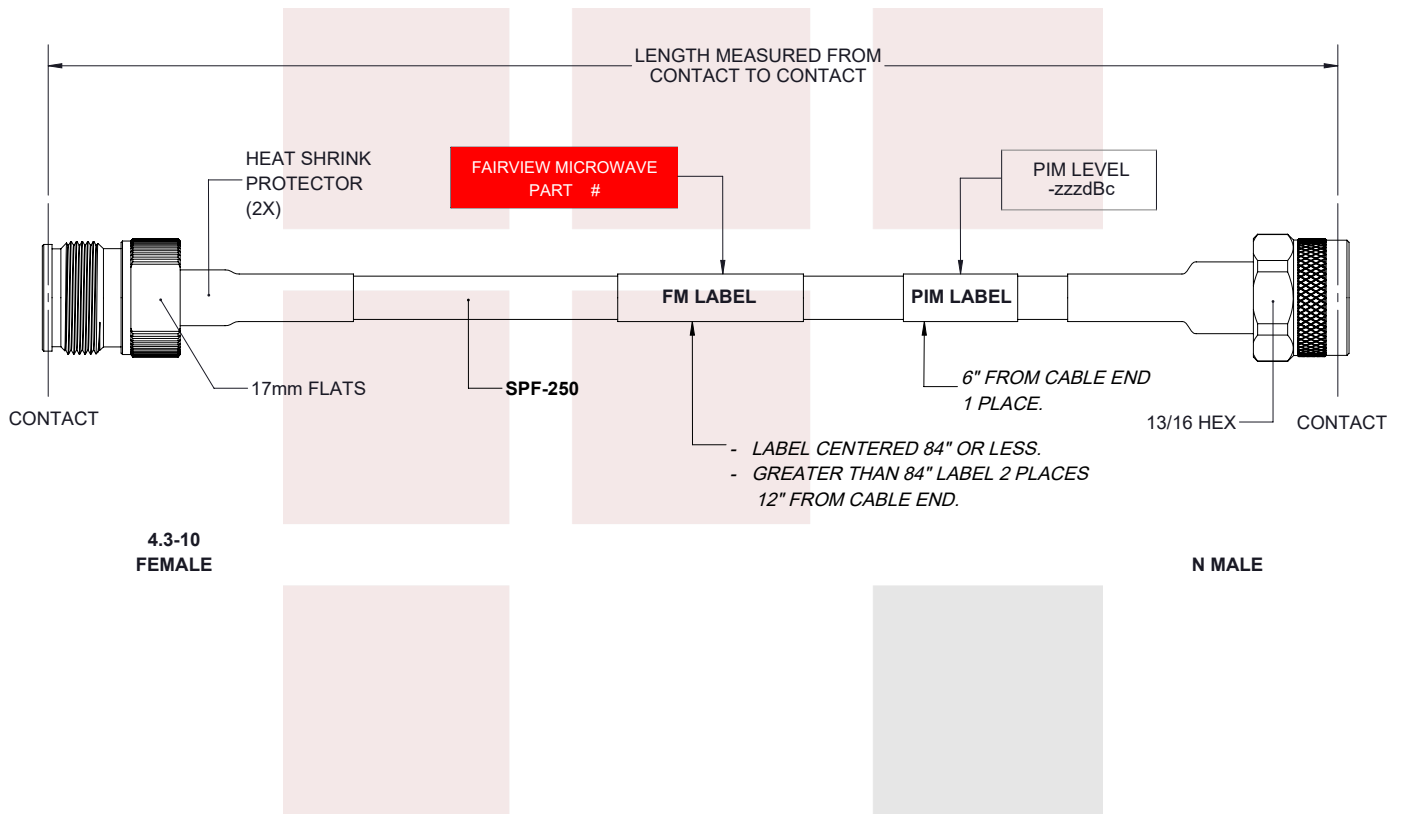 LENGTH MEASURED FROM
CONTACT TO CONTACT
HEAT SHRINK
PROTECTOR
(2X)
FAIRVIEW MICROWAVE
PART #
PIM LEVEL
-zzzdBc
FM LABEL
PIM LABEL
17mm FLATS
SPF-250
6" FROM CABLE END
1 PLACE.
13/16 HEX
CONTACT
CONTACT
- LABEL CENTERED 84" OR LESS.
- GREATER THAN 84" LABEL 2 PLACES
12" FROM CABLE END.
4.3-10
FEMALE
N MALE